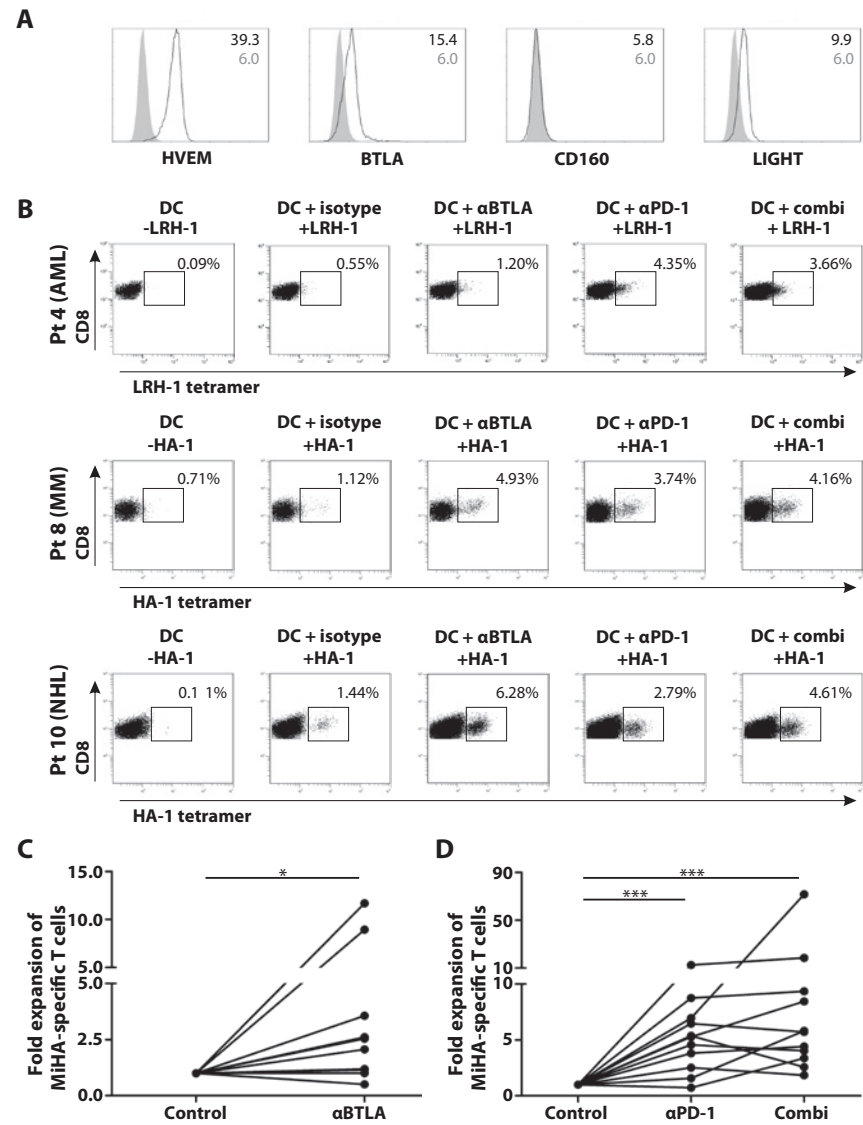 A
39.3
6.0
HVEM
15.4
6.0
BTLA
5.8
6.0
CD160
9.9
6.0
LIGHT
B
DC
-LRH-1
DC + isotype
+LRH-1
DC + αBTLA
+LRH-1
DC + αPD-1
+LRH-1
DC + combi
+ LRH-1
Pt 4 (AML)
CD8
0.09%
0.55%
1.20%
4.35%
3.66%
LRH-1 tetramer
DC
-HA-1
DC + isotype
+HA-1
DC + αBTLA
+HA-1
DC + αPD-1
+HA-1
DC + combi
+HA-1
Pt 8 (MM)
CD8
0.71%
1.12%
4.93%
3.74%
4.16%
HA-1 tetramer
DC
-HA-1
DC + isotype
+HA-1
DC + αBTLA
+HA-1
DC + αPD-1
+HA-1
DC + combi
+HA-1
Pt 10 (NHL)
CD8
0.1 1%
1.44%
6.28%
2.79%
4.61%
HA-1 tetramer
C
Fold expansion of
MiHA-specific T cells
15.0
10.0
5.0
5.0
2.5
0.0
*
Control
αBTLA
D
Fold expansion of
MiHA-specific T cells
90
50
10
10
5
0
***
***
Control
αPD-1
Combi